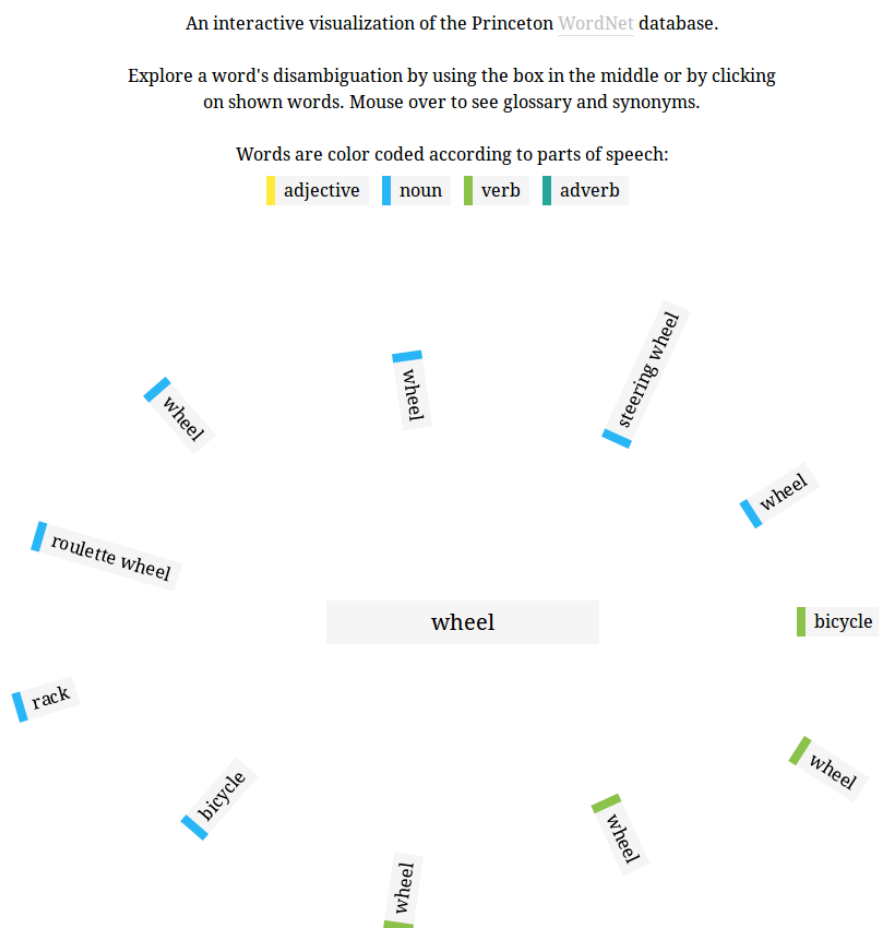 An interactive visualization of the Princeton WordNet database.
Explore a word's disambiguation by using the box in the middle or by clicking
on shown words. Mouse over to see glossary and synonyms.
Words are color coded according to parts of speech:
adjective noun verb adverb
steering wheel
wheel
wheel
wheel
roulette wheel
wheel
bicycle
rack
wheel
bicycle
wheel
wheel